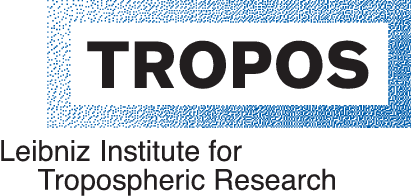 TROPOS
Leibniz Institute for
Tropospheric Research